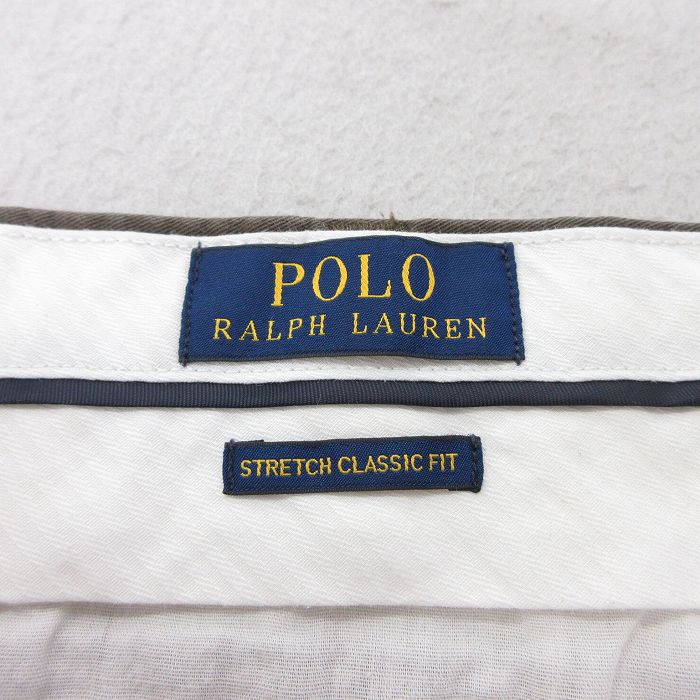 POLO
RALPH LAUREN
STRETCH CLASSIC FIT